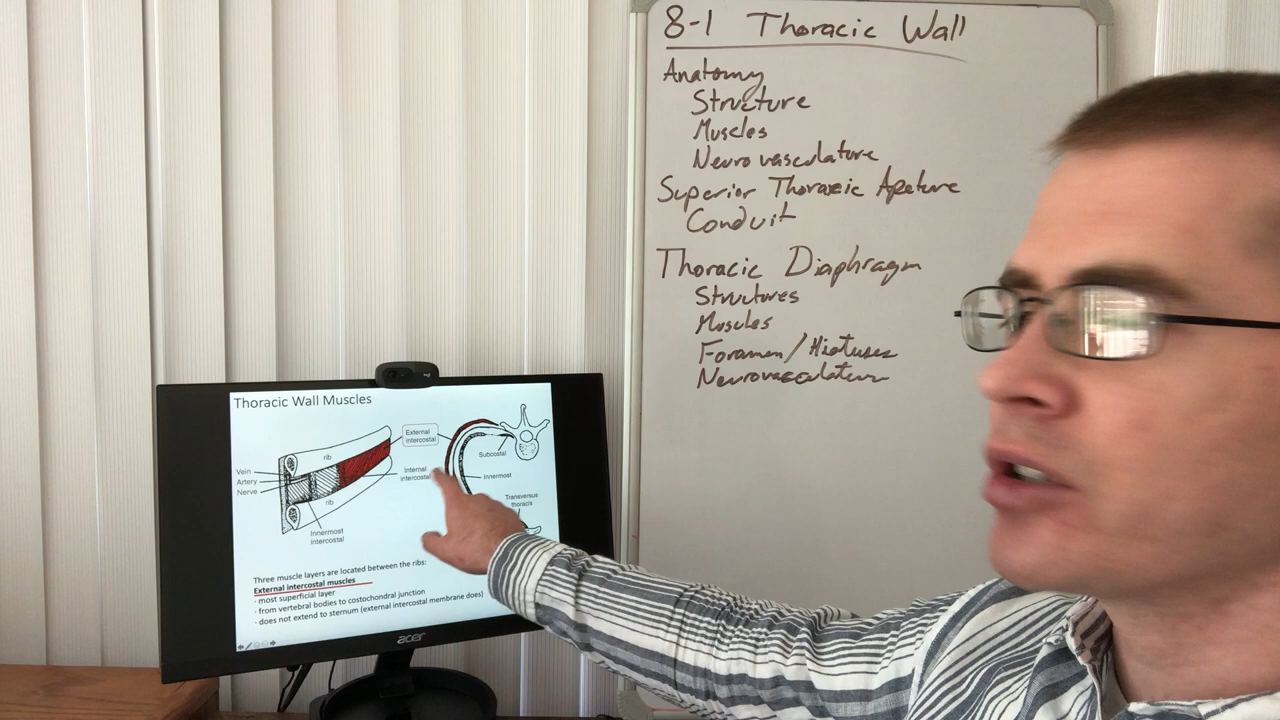 8-1 Thoracic Wall
Anatomy
Structure
Muscles
Neurovasculature
Superior Thoracic Apeture
Conduit
Thoracic Diaphragm
Structures
Muscles
Foramen/Hiatuses
Neurovasculature
Thoracic Wall Muscles
External
intercostal
rib
Subcostal
Vein
Artery
Nerve
Internal
intercostal
Innermost
rib
Transversus
thoracis
Innermost
intercostal
Three muscle layers are located between the ribs:
External intercostal muscles
- most superficial layer
- from vertebral bodies to costochondral junction
- does not extend to sternum (external intercostal membrane does)
acer